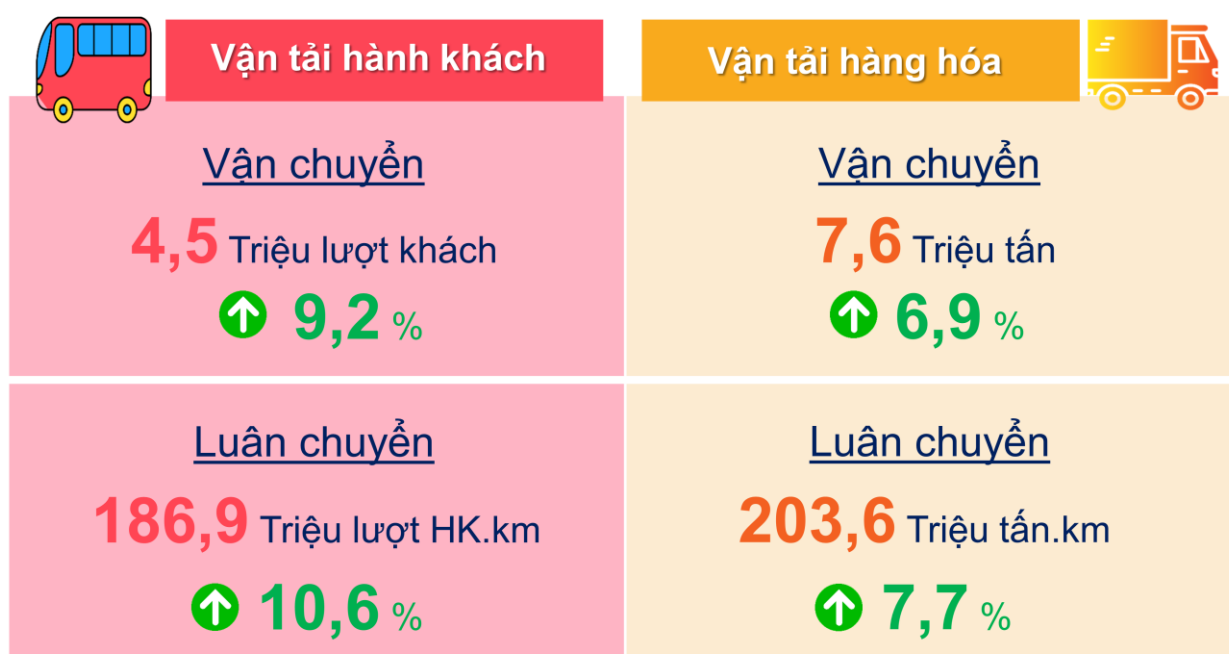 Vận tải hành khách
Vận chuyển
4,5 Triệu lượt khách
9,2 %
Luân chuyển
186,9 Triệu lượt HK.km
10,6 %
Vận tải hàng hóa
Vận chuyển
7,6 Triệu tấn
6,9 %
Luân chuyển
203,6 Triệu tấn.km
7,7 %